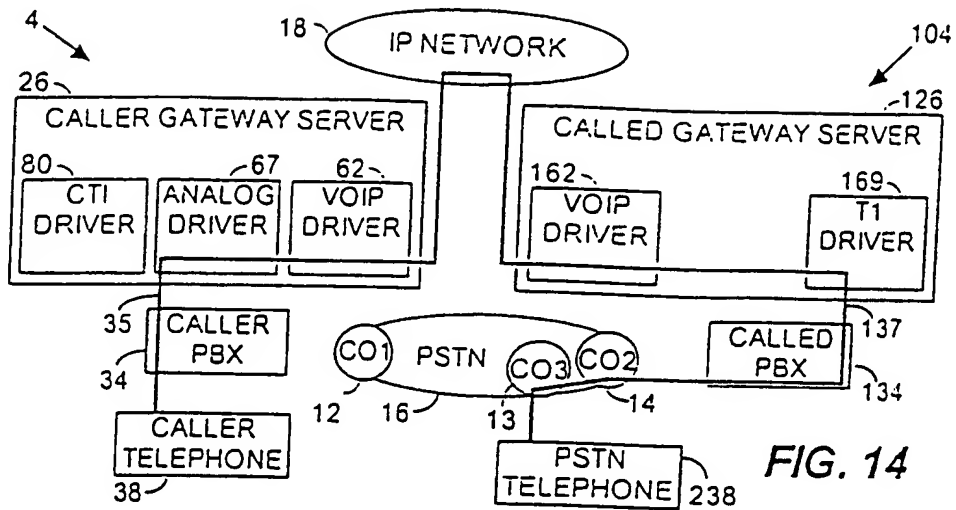 4
18
IP NETWORK
104
26
126
CALLER GATEWAY SERVER
CALLED GATEWAY SERVER
80
67
62
162
169
CTI
DRIVER
ANALOG
DRIVER
VOIP
DRIVER
VOIP
DRIVER
T1
DRIVER
35
137
CALLER
PBX
34
CO1
PSTN
CO3
CO2
CALLED
PBX
134
12
16
13
14
CALLER
TELEPHONE
38
PSTN
TELEPHONE
238
FIG. 14